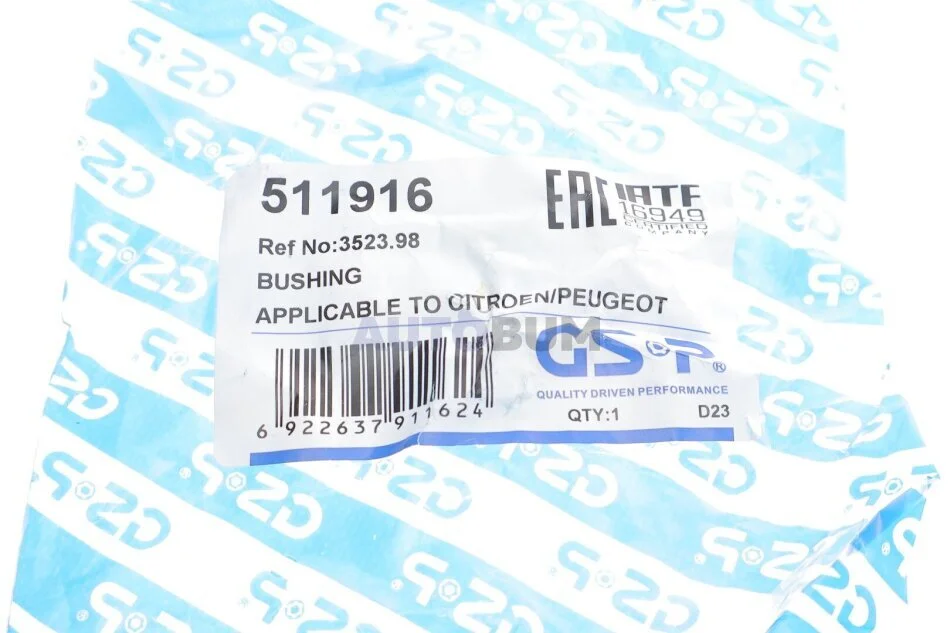 511916
EAC IATF
16949
CERTIFIED
COMPANY
Ref No:3523.98
BUSHING
APPLICABLE TO CITROEN/PEUGEOT
AUTOBUM
GSP®
QUALITY DRIVEN PERFORMANCE
6 922637 911624
QTY:1 D23